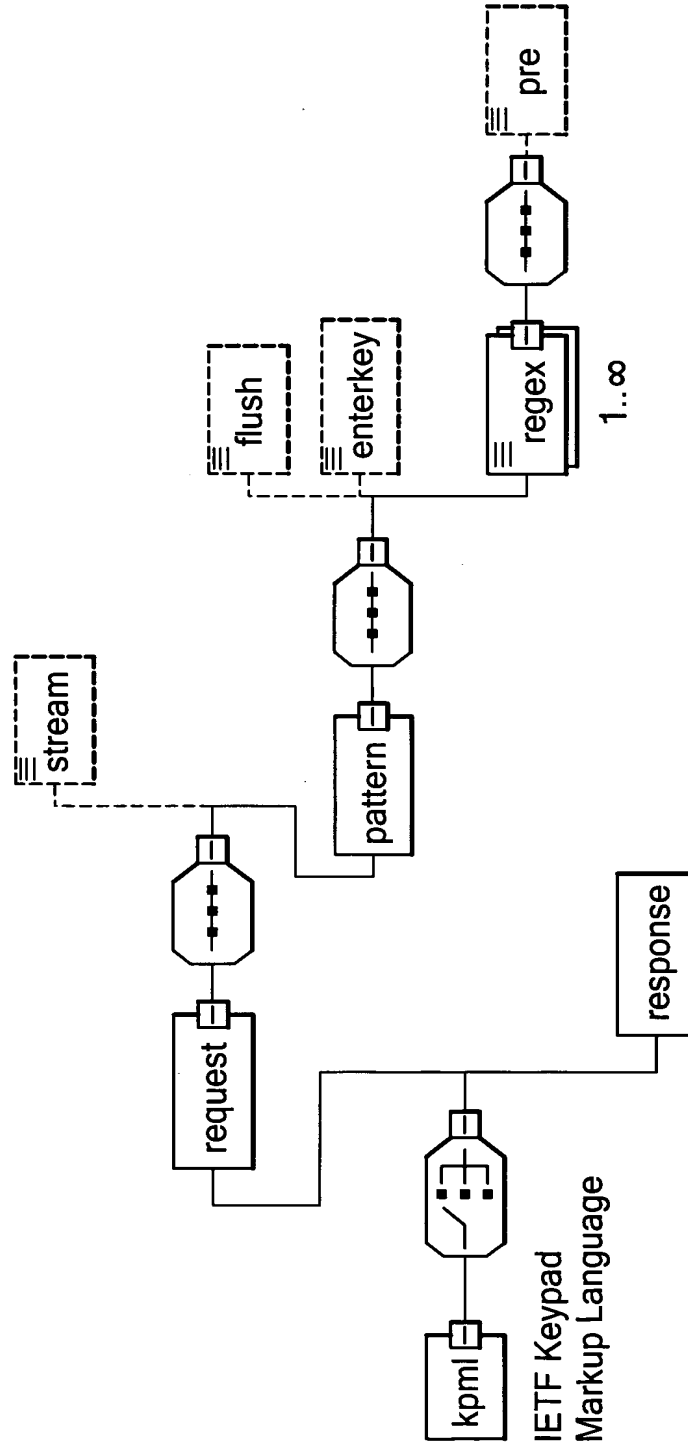 kpml
IETF Keypad
Markup Language
request
response
stream
pattern
flush
enterkey
regex
1..∞
pre